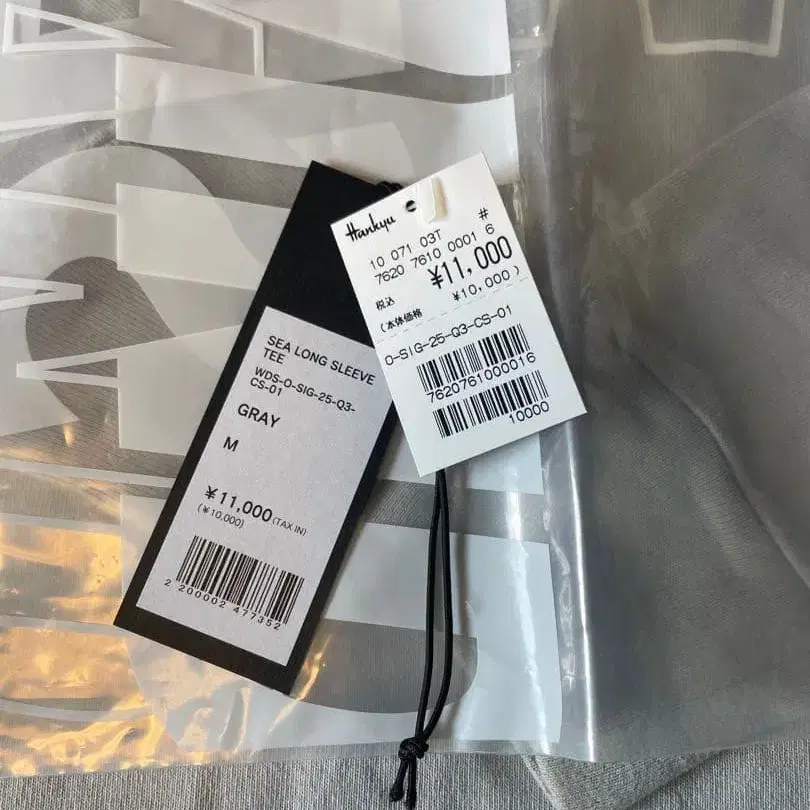 Hankyu
10 071 03T #
7620 7610 0001 6
¥11,000
税込
(本体価格 ¥10,000)
O-SIG-25-Q3-CS-01
7620761000016
10000
SEA LONG SLEEVE
TEE
WDS-O-SIG-25-Q3-
CS-01
GRAY
M
¥11,000(TAX IN)
(¥10,000)
2 200002 477352